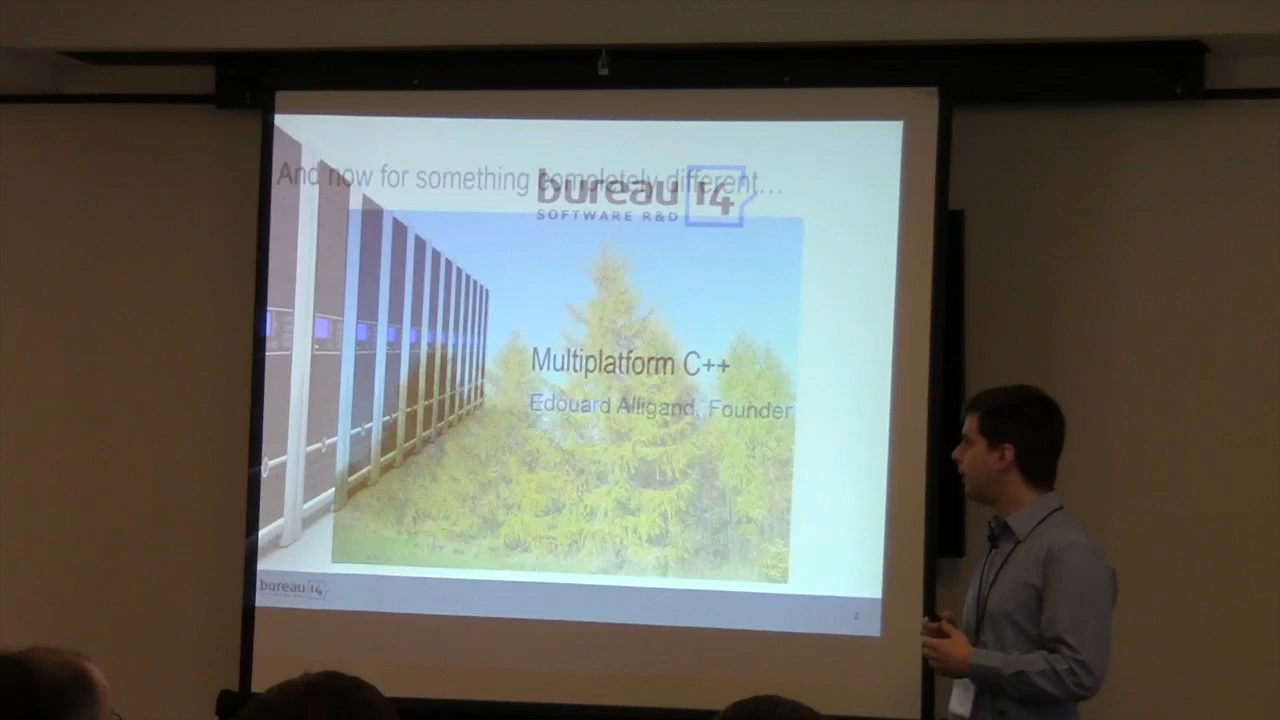 And now for something completely different…
bureau 14
SOFTWARE R&D
Multiplatform C++
Edouard Alligand, Founder
bureau 14
2